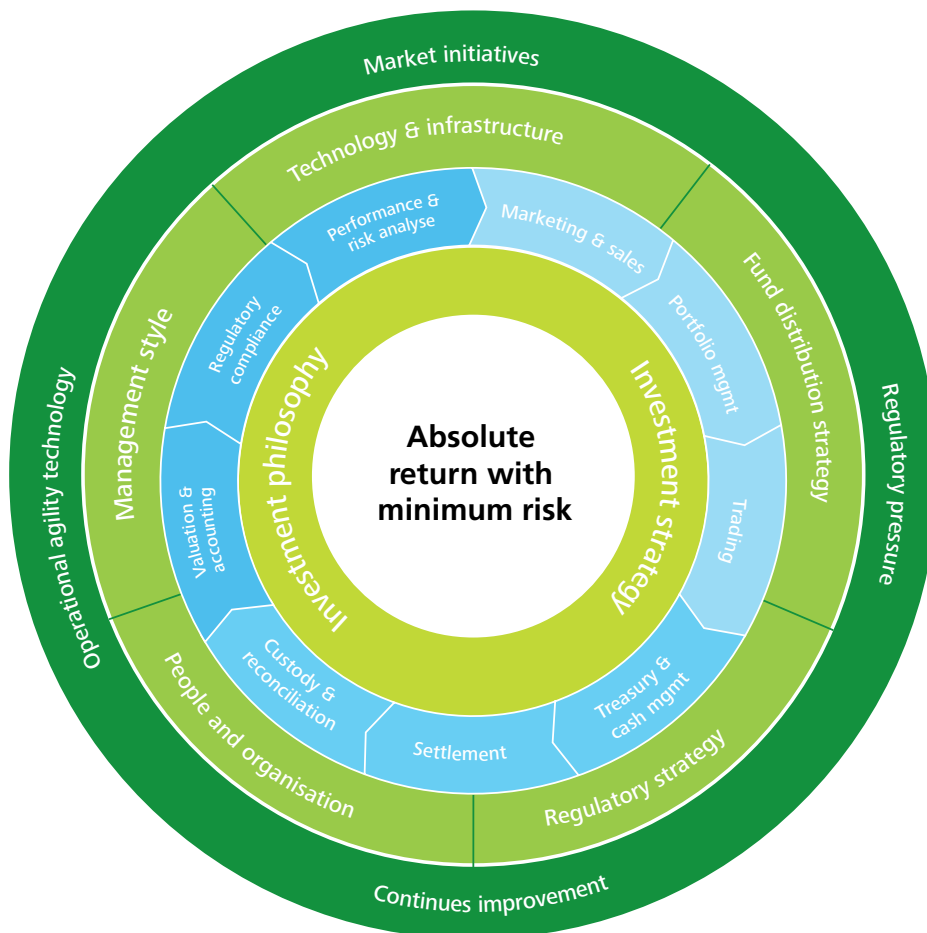 Market initiatives
Regulatory pressure
Continues improvement
Operational agility technology
Technology & infrastructure
Fund distribution strategy
Regulatory strategy
People and organisation
Management style
Marketing & sales
Portfolio mgmt
Trading
Treasury &
cash mgmt
Settlement
Custody &
reconciliation
Valuation &
accounting
Regulatory
compliance
Performance &
risk analyse
Investment philosophy
Investment strategy
Absolute
return with
minimum risk